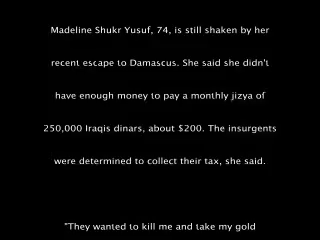 Madeline Shukr Yusuf, 74, is still shaken by her
recent escape to Damascus. She said she didn't
have enough money to pay a monthly jizya of
250,000 Iraqis dinars, about $200. The insurgents
were determined to collect their tax, she said.
"They wanted to kill me and take my gold